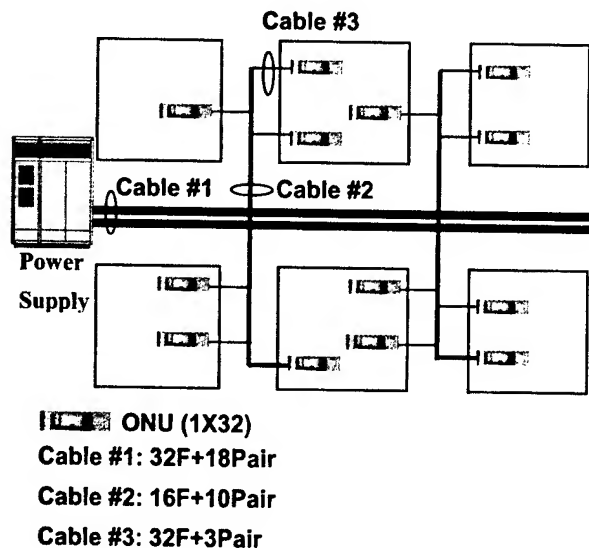 Cable #3
Cable #1
Cable #2
Power
Supply
ONU (1X32)
Cable #1: 32F+18Pair
Cable #2: 16F+10Pair
Cable #3: 32F+3Pair